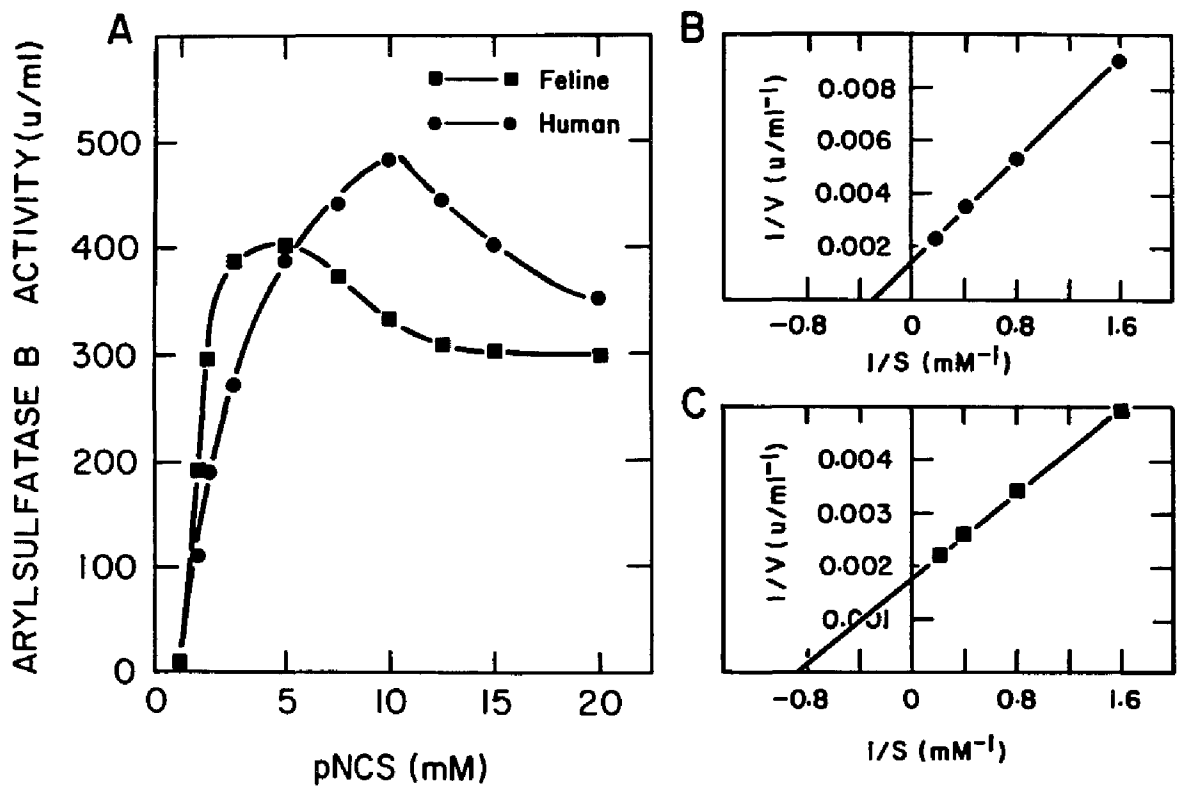 A
ARYLSULFATASE B ACTIVITY (u/ml)
500
400
300
200
100
0
Feline
Human
0 5 10 15 20
pNCS (mM)
B
1/V (u/ml⁻¹)
0.008
0.006
0.004
0.002
-0.8 0 0.8 1.6
1/S (mM⁻¹)
C
1/V (u/ml⁻¹)
0.004
0.003
0.002
0.001
-0.8 0 0.8 1.6
1/S (mM⁻¹)